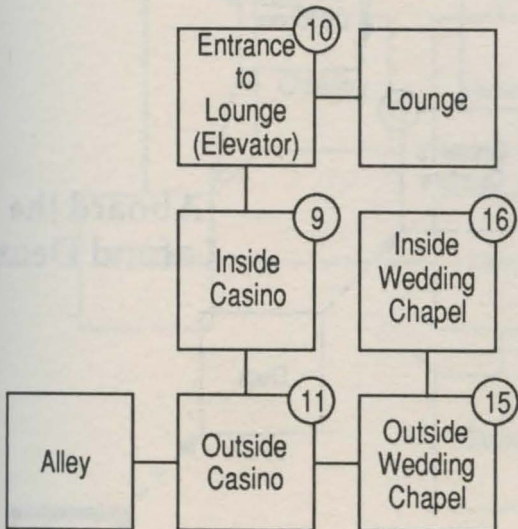 10
Entrance
to
Lounge
(Elevator)
Lounge
9
Inside
Casino
16
Inside
Wedding
Chapel
Alley
11
Outside
Casino
15
Outside
Wedding
Chapel